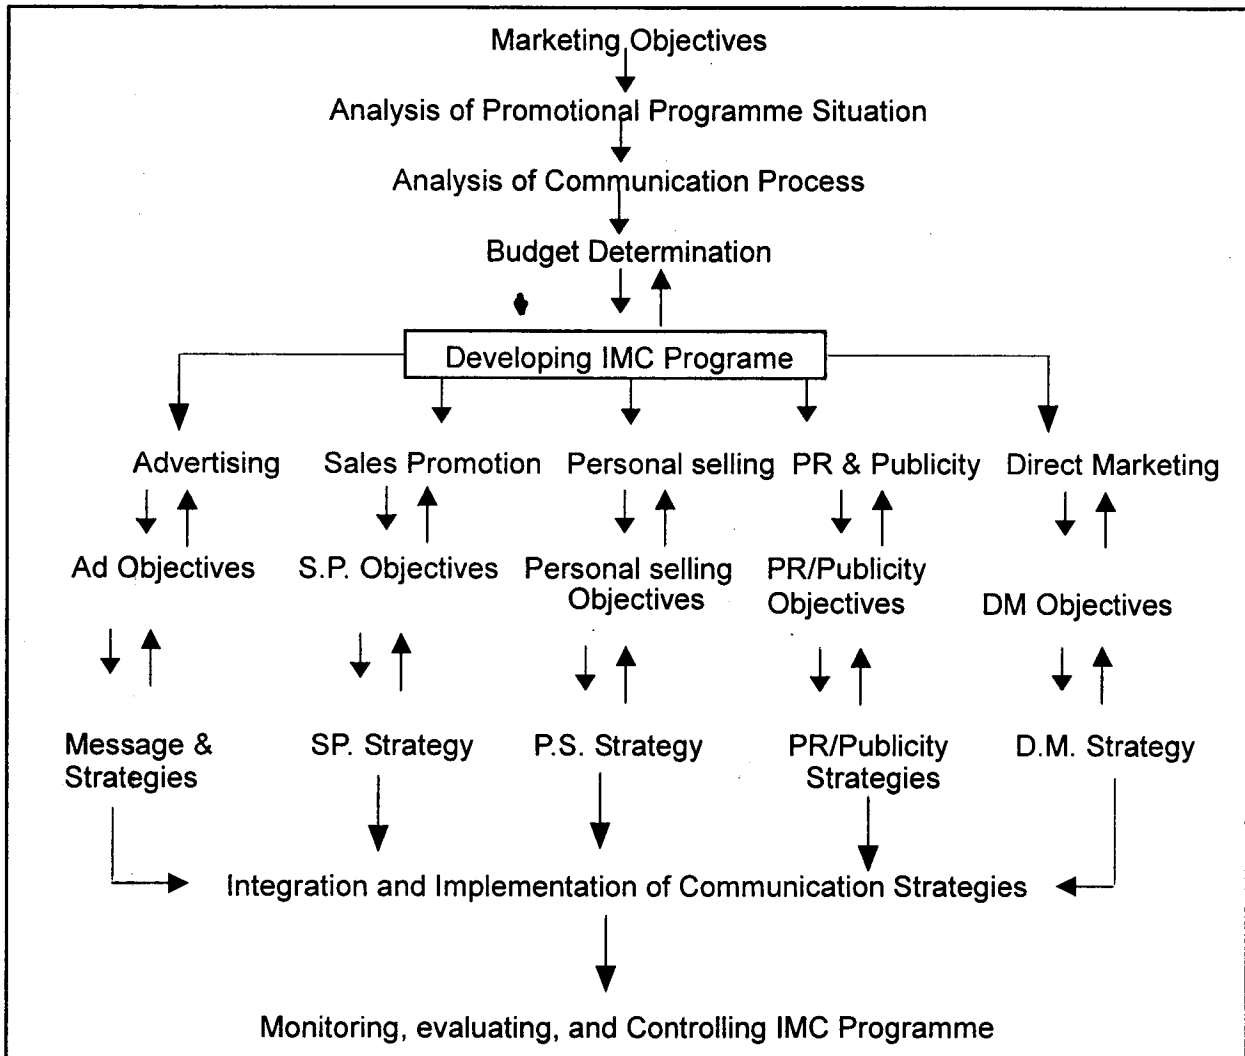 Marketing Objectives
Analysis of Promotional Programme Situation
Analysis of Communication Process
Budget Determination
Developing IMC Programe
Advertising
Sales Promotion
Personal selling
PR & Publicity
Direct Marketing
Ad Objectives
S.P. Objectives
Personal selling
Objectives
PR/Publicity
Objectives
DM Objectives
Message &
Strategies
SP. Strategy
P.S. Strategy
PR/Publicity
Strategies
D.M. Strategy
Integration and Implementation of Communication Strategies
Monitoring, evaluating, and Controlling IMC Programme